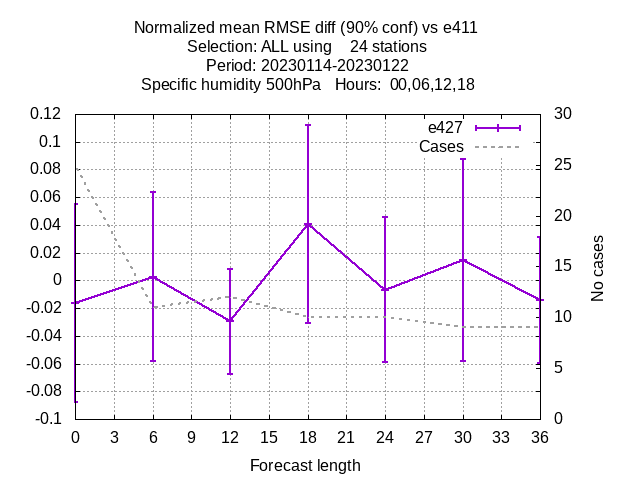 Normalized mean RMSE diff (90% conf) vs e411
Selection: ALL using    24 stations
Period: 20230114-20230122
Specific humidity 500hPa   Hours:  00,06,12,18
0.12
0.1
0.08
0.06
0.04
0.02
0
-0.02
-0.04
-0.06
-0.08
-0.1
e427
Cases
30
25
20
15
10
5
0
No cases
0 3 6 9 12 15 18 21 24 27 30 33 36
Forecast length